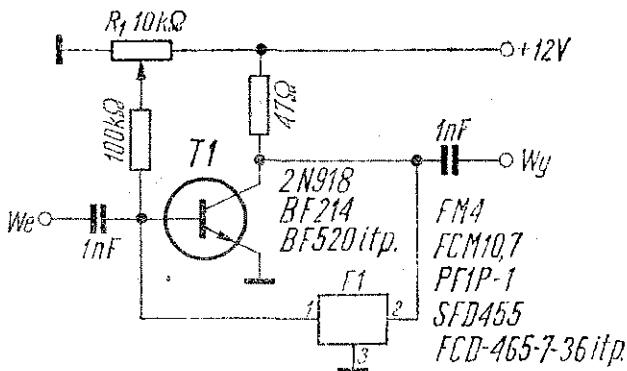 R1 10kΩ
+12V
100kΩ
47Ω
T1
1nF
Wy
We
1nF
2N918
BF214
BF520 itp.
FM4
FCM10,7
PF1P-1
SFD455
FCD-465-7-36 itp.
F1
1
2
3